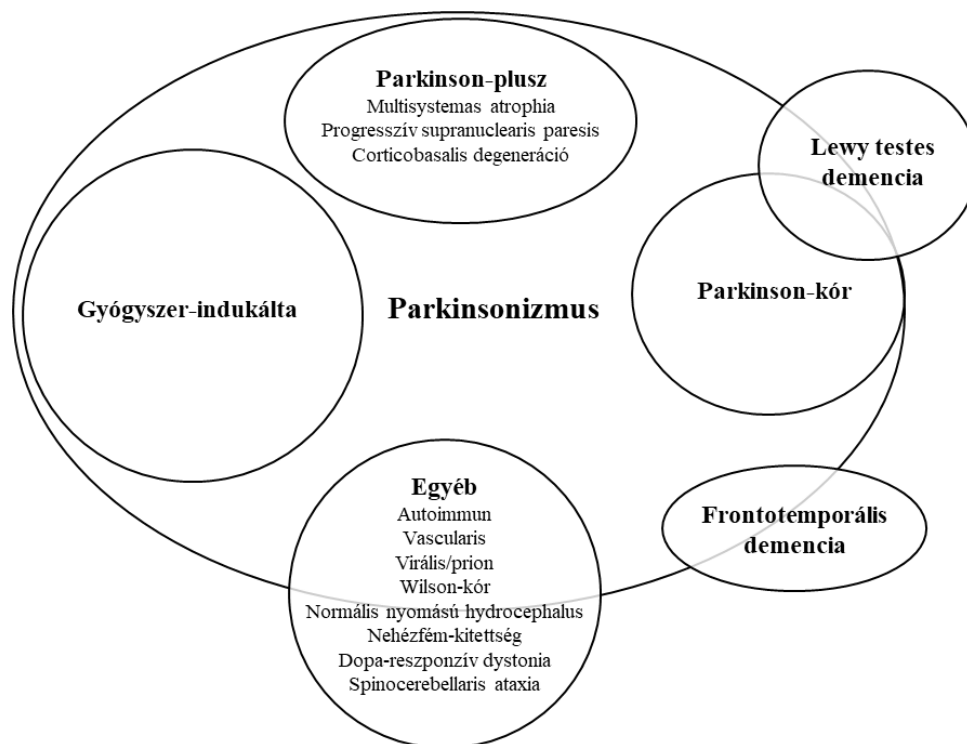 Parkinson-plusz
Multisystemas atrophia
Progresszív supranuclearis paresis
Corticobasalis degeneráció
Lewy testes
demencia
Gyógyszer-indukálta
Parkinsonizmus
Parkinson-kór
Egyéb
Autoimmun
Vascularis
Virális/prion
Wilson-kór
Normális nyomású hydrocephalus
Nehézfém-kitettség
Dopa-reszponzív dystonia
Spinocerebellaris ataxia
Frontotemporális
demencia